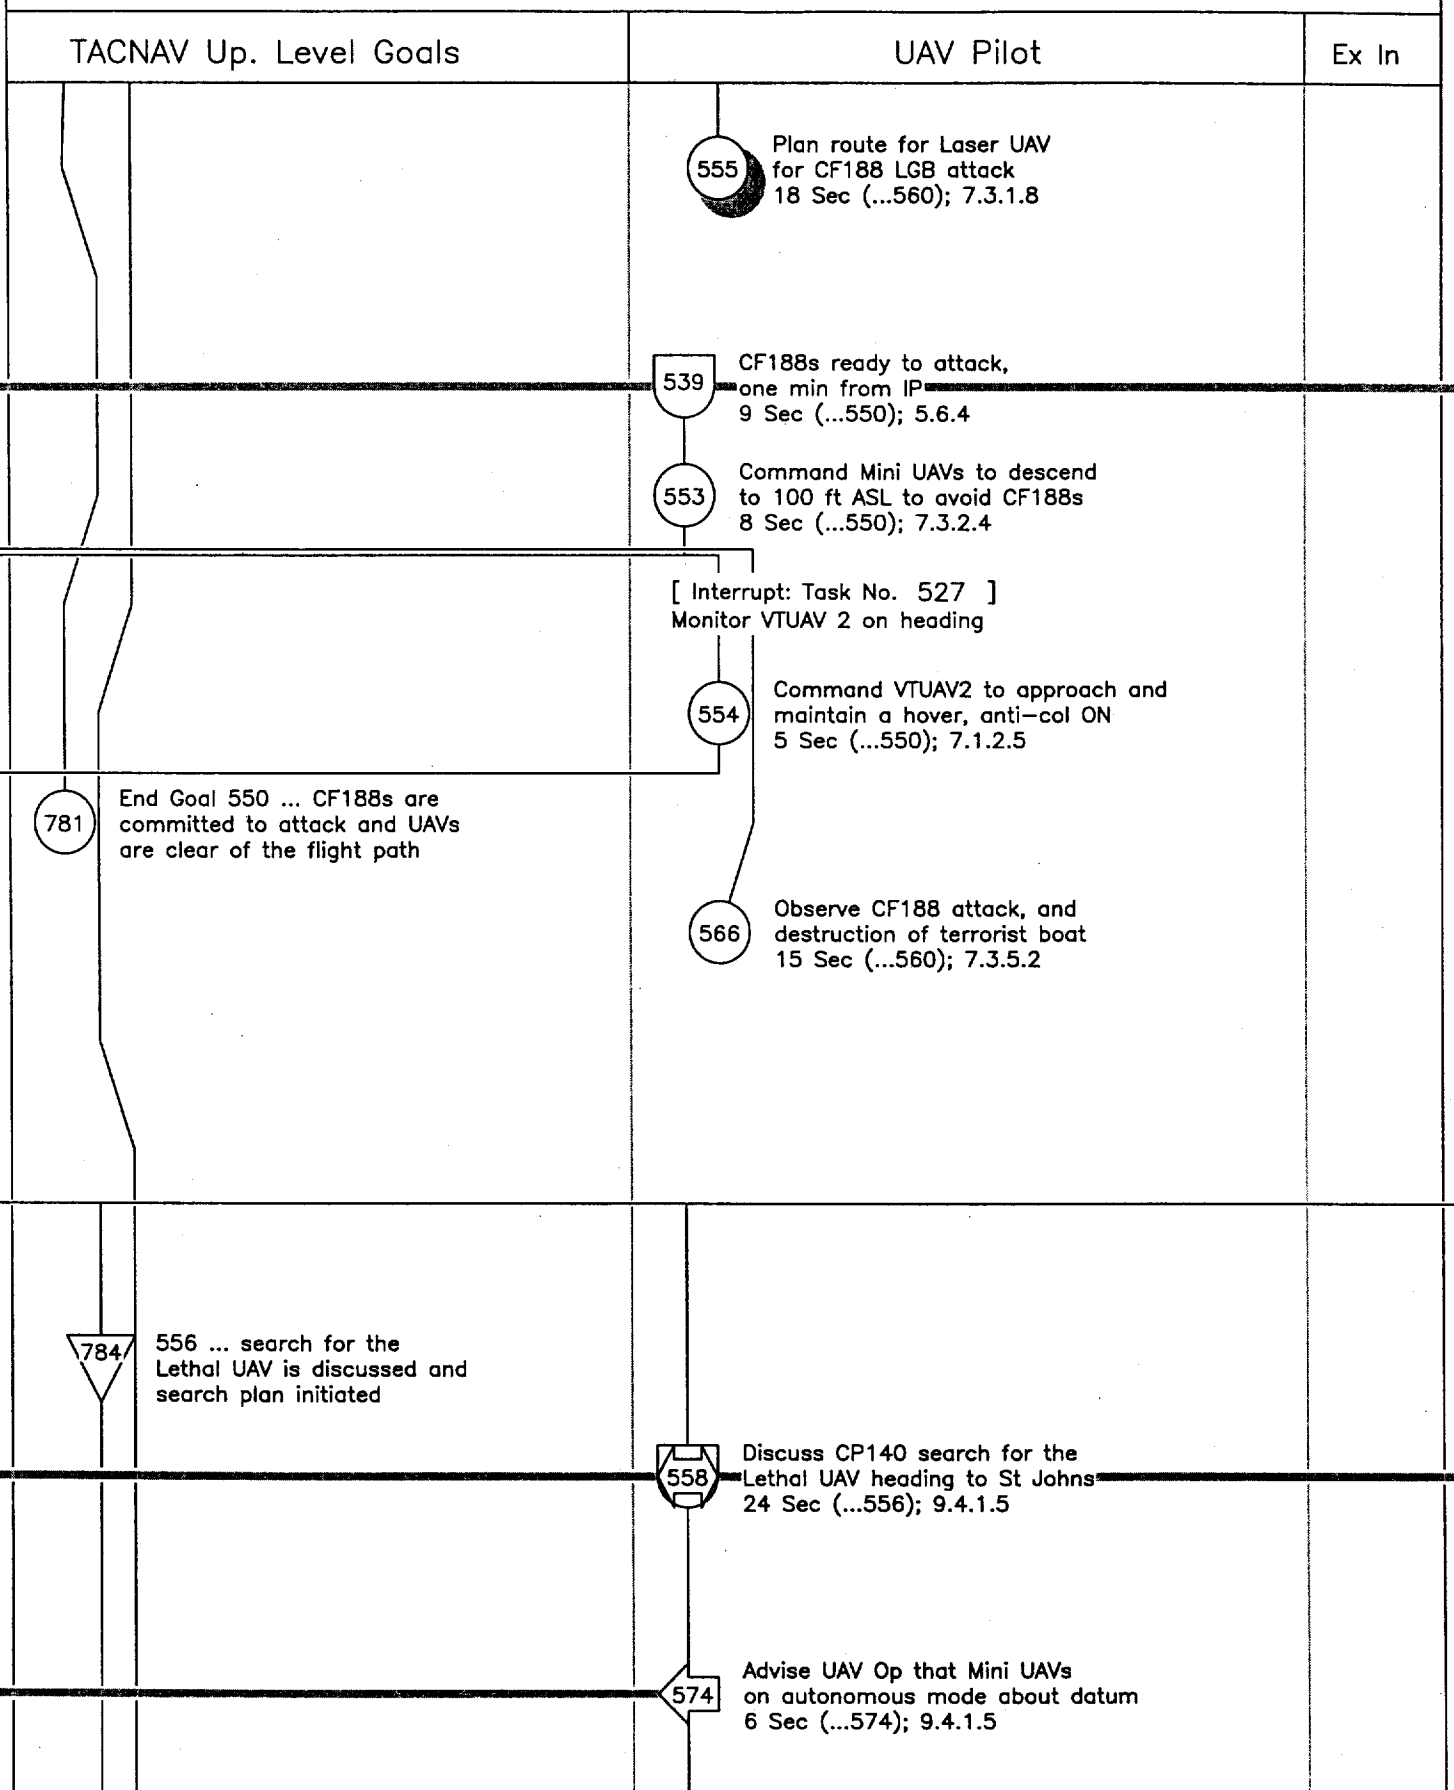 TACNAV Up. Level Goals
UAV Pilot
Ex In
555
Plan route for Laser UAV
for CF188 LGB attack
18 Sec (...560); 7.3.1.8
539
CF188s ready to attack,
one min from IP
9 Sec (...550); 5.6.4
553
Command Mini UAVs to descend
to 100 ft ASL to avoid CF188s
8 Sec (...550); 7.3.2.4
[ Interrupt: Task No. 527 ]
Monitor VTUAV 2 on heading
554
Command VTUAV2 to approach and
maintain a hover, anti-col ON
5 Sec (...550); 7.1.2.5
781
End Goal 550 ... CF188s are
committed to attack and UAVs
are clear of the flight path
566
Observe CF188 attack, and
destruction of terrorist boat
15 Sec (...560); 7.3.5.2
784
556 ... search for the
Lethal UAV is discussed and
search plan initiated
558
Discuss CP140 search for the
Lethal UAV heading to St Johns
24 Sec (...556); 9.4.1.5
574
Advise UAV Op that Mini UAVs
on autonomous mode about datum
6 Sec (...574); 9.4.1.5